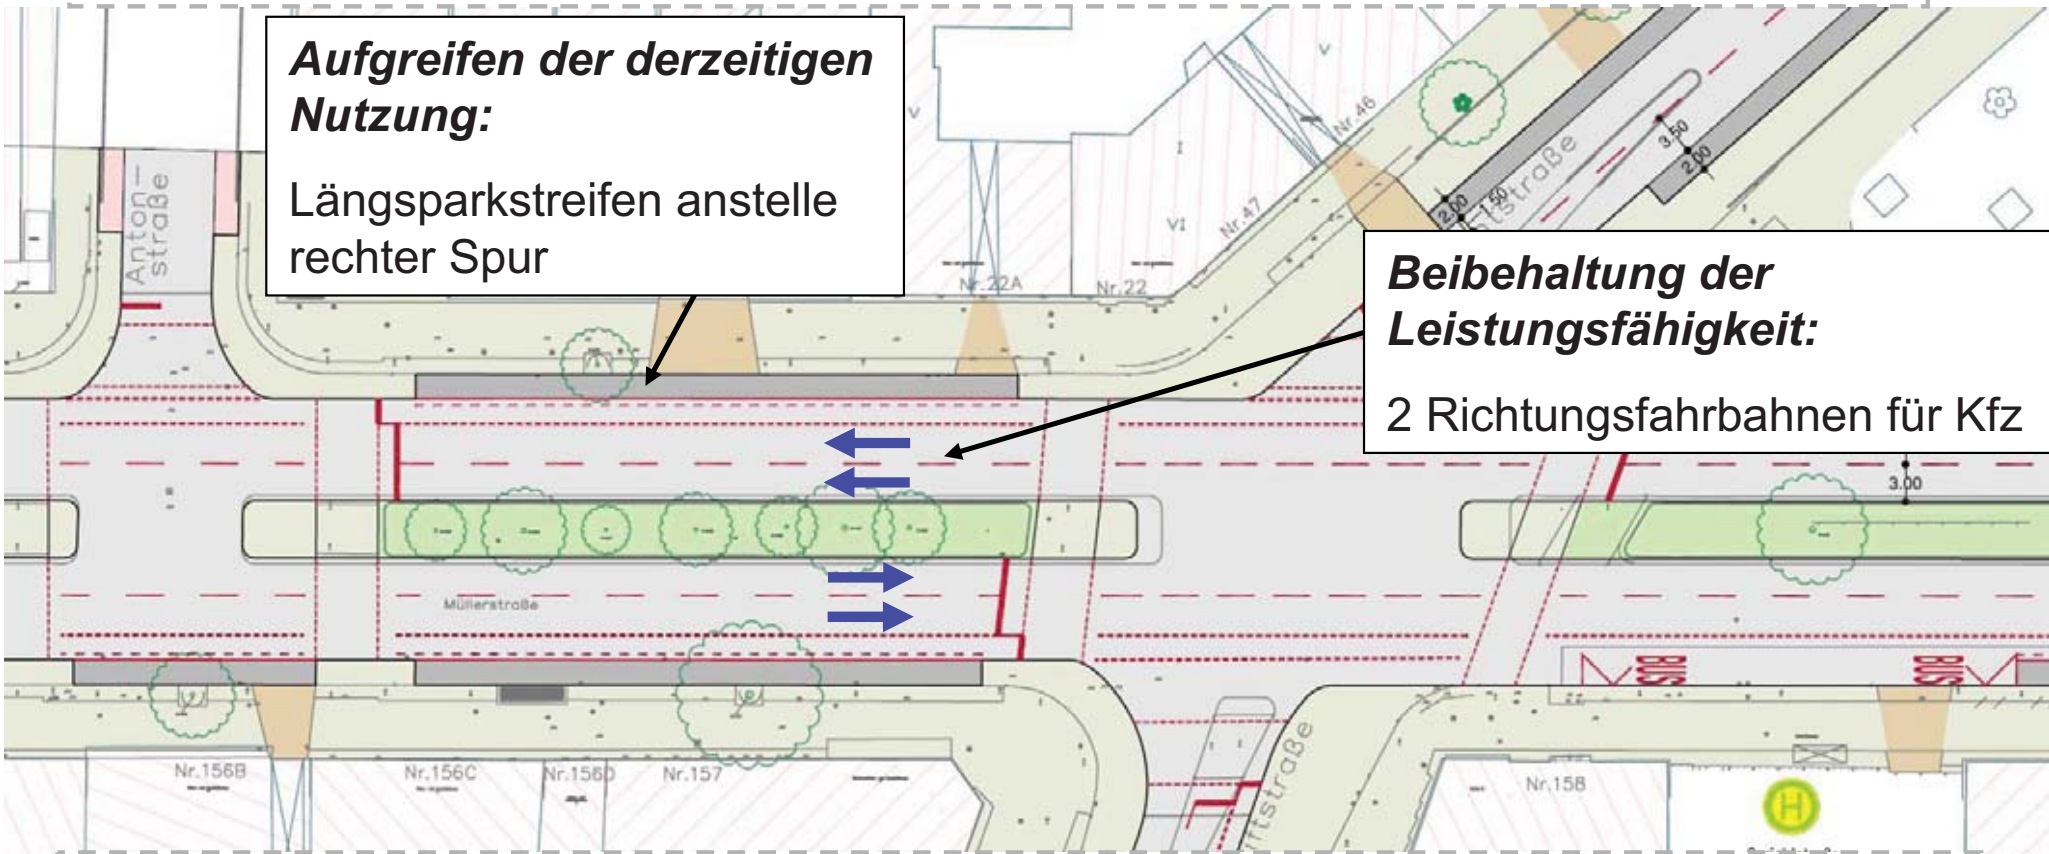 Aufgreifen der derzeitigen
Nutzung:
Längsparkstreifen anstelle
rechter Spur
Beibehaltung der
Leistungsfähigkeit:
2 Richtungsfahrbahnen für Kfz
Anton-
straße
V
V
I
VI
Nr.46
Nr.47
Nr.22A
Nr.22
3.50
2.00
2.00
1.50
3.00
Müllerstraße
BUS
BUS
Nr.156B
Nr.156C
Nr.156D
Nr.157
Nr.158
H